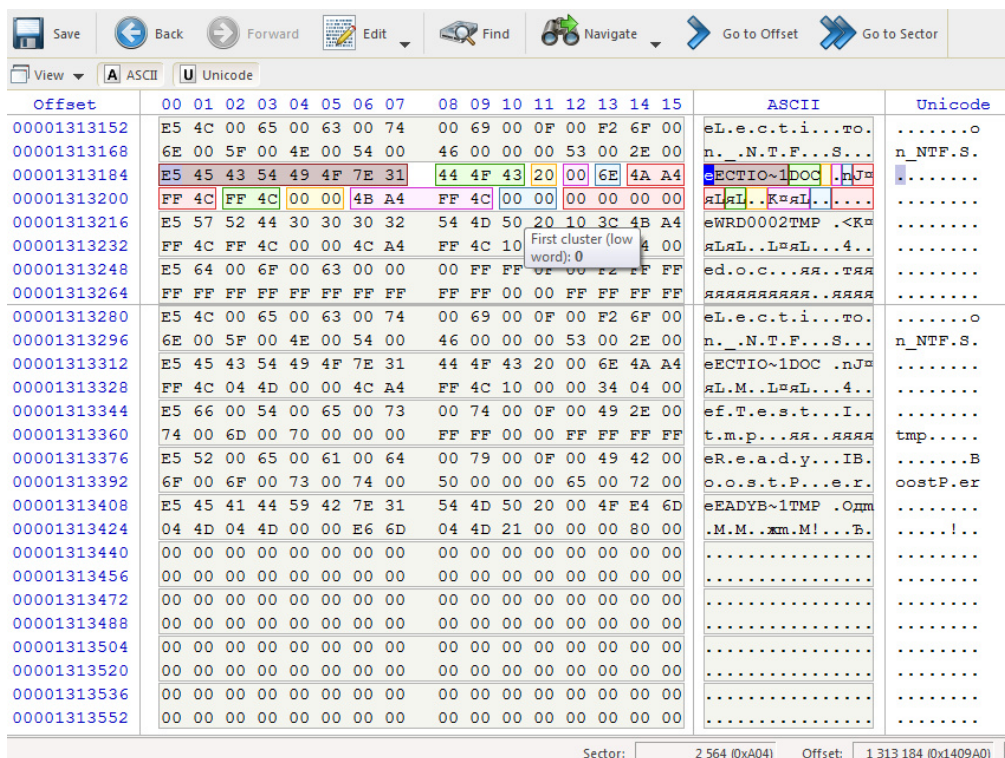 Save Back Forward Edit Find Navigate Go to Offset Go to Sector
View A ASCII U Unicode
Offset 00 01 02 03 04 05 06 07 08 09 10 11 12 13 14 15 ASCII Unicode
00001313152 E5 4C 00 65 00 63 00 74 00 69 00 0F 00 F2 6F 00 eL.e.c.t.i...то. .......o
00001313168 6E 00 5F 00 4E 00 54 00 46 00 00 00 53 00 2E 00 n._.N.T.F...S... n_NTF.S.
00001313184 E5 45 43 54 49 4F 7E 31 44 4F 43 20 00 6E 4A A4 eECTIO~1DOC .nJ¤ ........
00001313200 FF 4C FF 4C 00 00 4B A4 FF 4C 00 00 00 00 00 00 яLяL..K¤яL...... ........
00001313216 E5 57 52 44 30 30 30 32 54 4D 50 20 10 3C 4B A4 eWRD0002TMP .<K¤ ........
00001313232 FF 4C FF 4C 00 00 4C A4 FF 4C 10 4 00 яLяL..L¤яL...4.. ........
First cluster (low
word): 0
00001313248 E5 64 00 6F 00 63 00 00 00 FF FF 0F 00 F2 FF FF ed.o.c...яя..тяя ........
00001313264 FF FF FF FF FF FF FF FF FF FF 00 00 FF FF FF FF яяяяяяяяяя..яяяя ........
00001313280 E5 4C 00 65 00 63 00 74 00 69 00 0F 00 F2 6F 00 eL.e.c.t.i...то. .......o
00001313296 6E 00 5F 00 4E 00 54 00 46 00 00 00 53 00 2E 00 n._.N.T.F...S... n_NTF.S.
00001313312 E5 45 43 54 49 4F 7E 31 44 4F 43 20 00 6E 4A A4 eECTIO~1DOC .nJ¤ ........
00001313328 FF 4C 04 4D 00 00 4C A4 FF 4C 10 00 00 34 04 00 яL.M..L¤яL...4.. ........
00001313344 E5 66 00 54 00 65 00 73 00 74 00 0F 00 49 2E 00 ef.T.e.s.t...I.. ........
00001313360 74 00 6D 00 70 00 00 00 FF FF 00 00 FF FF FF FF t.m.p...яя..яяяя tmp.....
00001313376 E5 52 00 65 00 61 00 64 00 79 00 0F 00 49 42 00 eR.e.a.d.y...IB. .......B
00001313392 6F 00 6F 00 73 00 74 00 50 00 00 00 65 00 72 00 o.o.s.t.P...e.r. oostP.er
00001313408 E5 45 41 44 59 42 7E 31 54 4D 50 20 00 4F E4 6D eEADYB~1TMP .Oдm ........
00001313424 04 4D 04 4D 00 00 E6 6D 04 4D 21 00 00 00 80 00 .M.M..жm.M!...Ђ. .....!..
00001313440 00 00 00 00 00 00 00 00 00 00 00 00 00 00 00 00 ................ ........
00001313456 00 00 00 00 00 00 00 00 00 00 00 00 00 00 00 00 ................ ........
00001313472 00 00 00 00 00 00 00 00 00 00 00 00 00 00 00 00 ................ ........
00001313488 00 00 00 00 00 00 00 00 00 00 00 00 00 00 00 00 ................ ........
00001313504 00 00 00 00 00 00 00 00 00 00 00 00 00 00 00 00 ................ ........
00001313520 00 00 00 00 00 00 00 00 00 00 00 00 00 00 00 00 ................ ........
00001313536 00 00 00 00 00 00 00 00 00 00 00 00 00 00 00 00 ................ ........
00001313552 00 00 00 00 00 00 00 00 00 00 00 00 00 00 00 00 ................ ........
Sector: 2 564 (0xA04) Offset: 1 313 184 (0x1409A0)